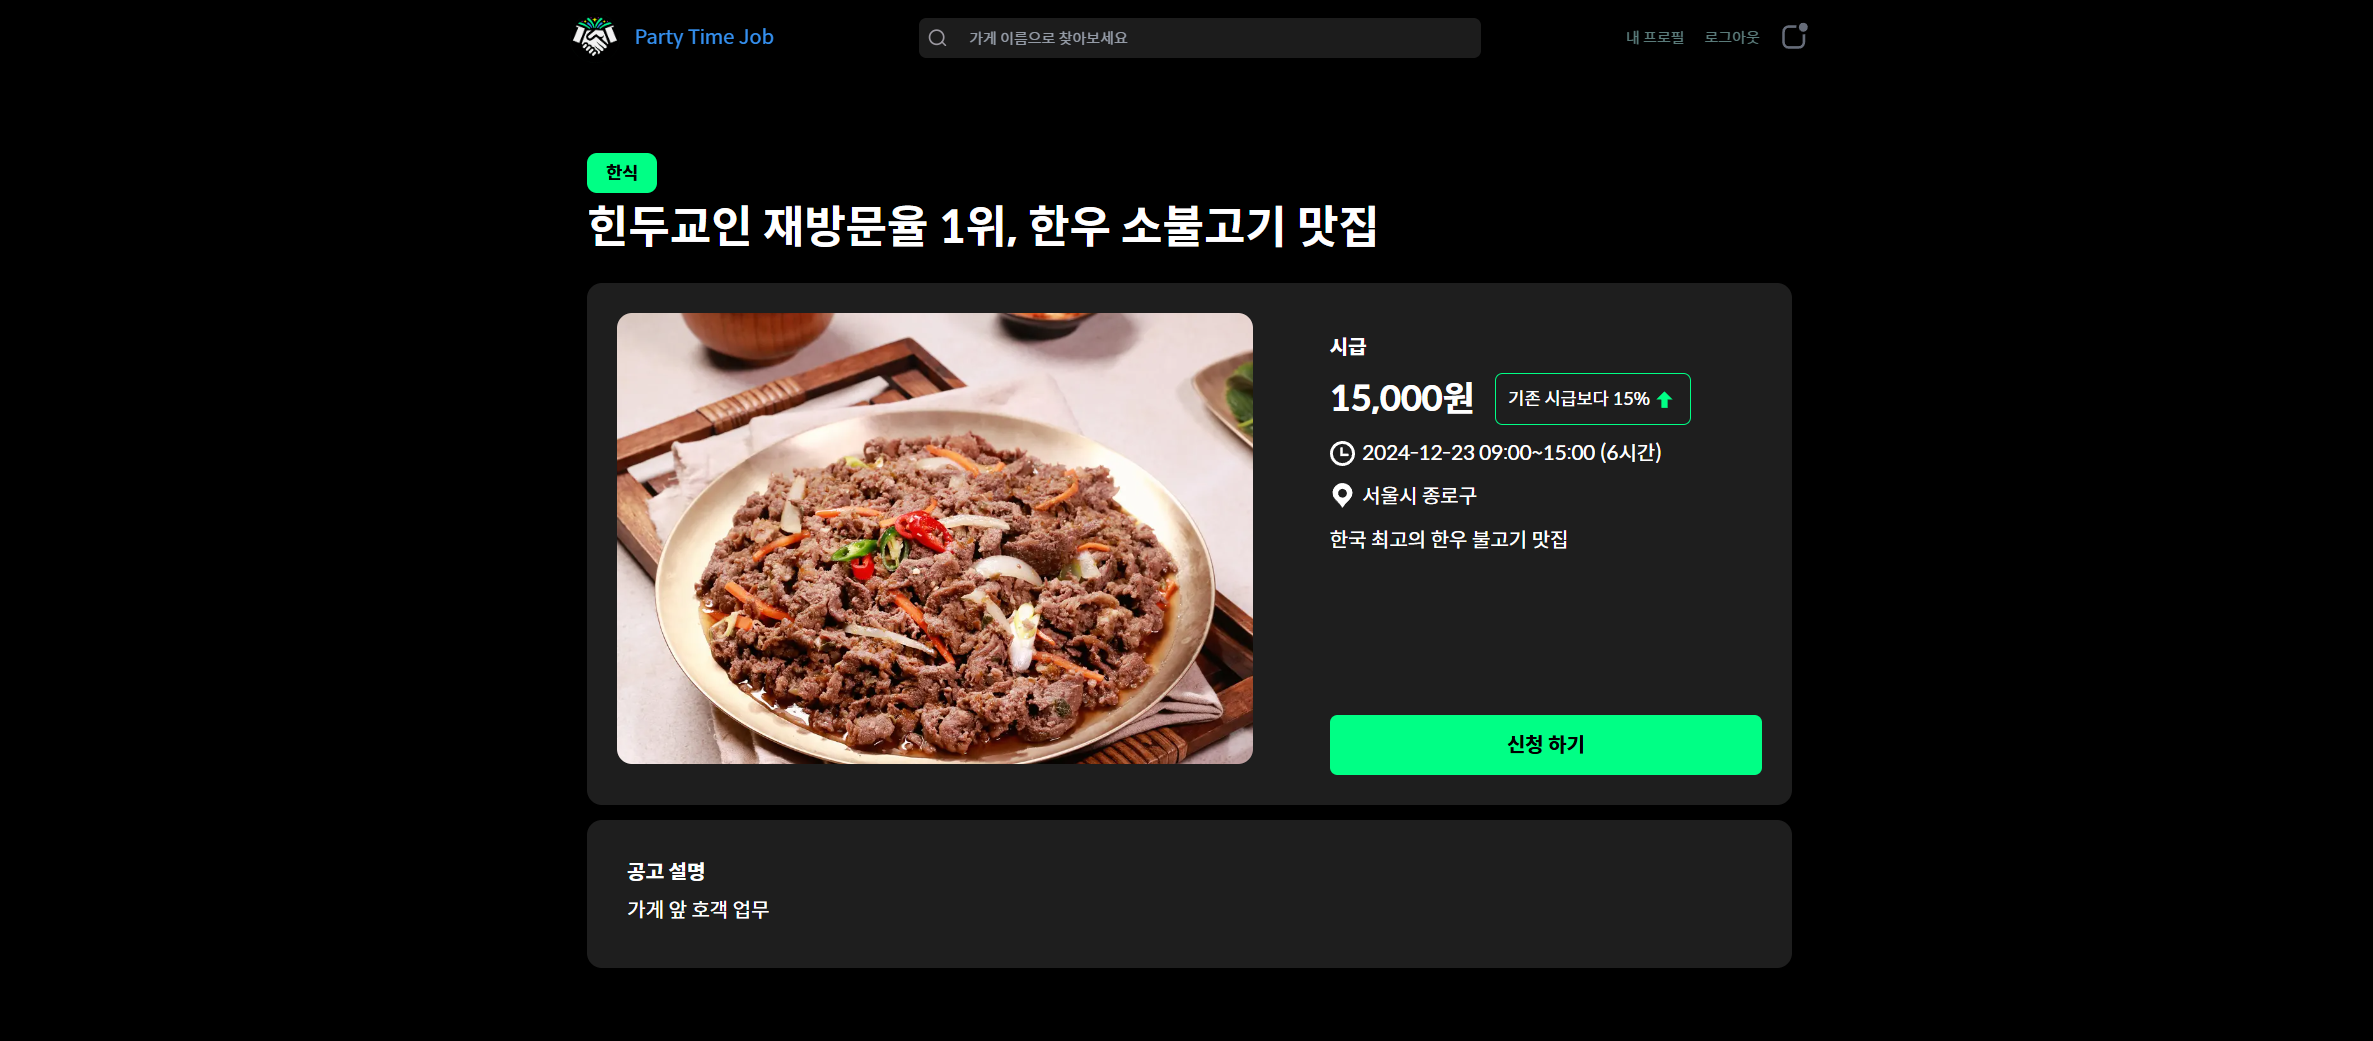 Party Time Job
가게 이름으로 찾아보세요
내 프로필
로그아웃
한식
힌두교인 재방문율 1위, 한우 소불고기 맛집
시급
15,000원
기존 시급보다 15%
2024-12-23 09:00~15:00 (6시간)
서울시 종로구
한국 최고의 한우 불고기 맛집
신청 하기
공고 설명
가게 앞 호객 업무